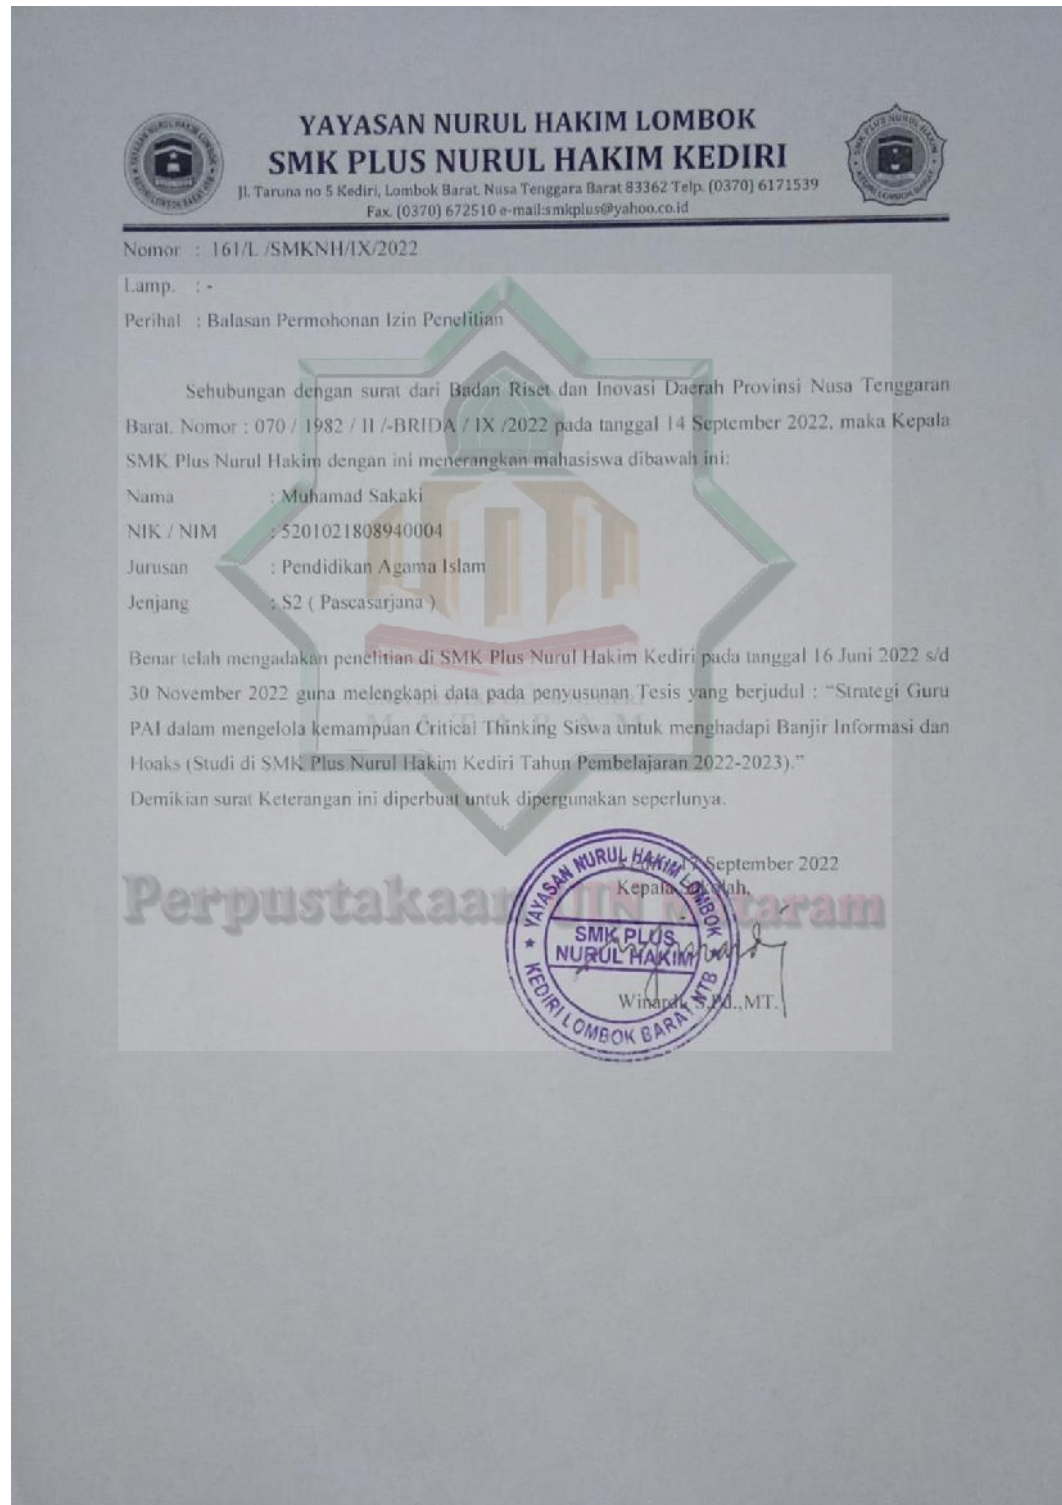 YAYASAN NURUL HAKIM LOMBOK
SMK PLUS NURUL HAKIM KEDIRI
Jl. Taruna no 5 Kediri, Lombok Barat, Nusa Tenggara Barat 83362 Telp. (0370) 6171539
Fax. (0370) 672510 e-mail:smkplus@yahoo.co.id
Nomor : 161/L /SMKNH/IX/2022
Lamp. : -
Perihal : Balasan Permohonan Izin Penelitian
Sehubungan dengan surat dari Badan Riset dan Inovasi Daerah Provinsi Nusa Tenggaran
Barat. Nomor : 070 / 1982 / II /-BRIDA / IX /2022 pada tanggal 14 September 2022, maka Kepala
SMK Plus Nurul Hakim dengan ini menerangkan mahasiswa dibawah ini:
Nama : Muhamad Sakaki
NIK / NIM : 5201021808940004
Jurusan : Pendidikan Agama Islam
Jenjang : S2 ( Pascasarjana )
Benar telah mengadakan penelitian di SMK Plus Nurul Hakim Kediri pada tanggal 16 Juni 2022 s/d
30 November 2022 guna melengkapi data pada penyusunan Tesis yang berjudul : “Strategi Guru
PAI dalam mengelola kemampuan Critical Thinking Siswa untuk menghadapi Banjir Informasi dan
Hoaks (Studi di SMK Plus Nurul Hakim Kediri Tahun Pembelajaran 2022-2023).”
MATARAM
Demikian surat Keterangan ini diperbuat untuk dipergunakan seperlunya.
17 September 2022
Kepala Sekolah,
Perpustakaan UIN Mataram
YAYASAN NURUL HAKIM LOMBOK
SMK PLUS
NURUL HAKIM
KEDIRI LOMBOK BARAT NTB
Winardi, S.Pd.,MT.